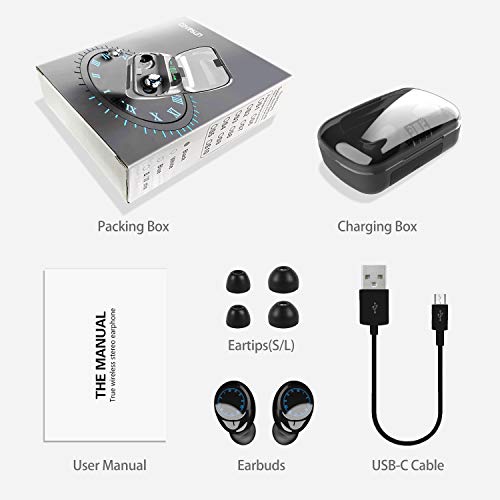 Packing Box
Charging Box
THE MANUAL
True wireless stereo earphone
Eartips(S/L)
User Manual
Earbuds
USB-C Cable